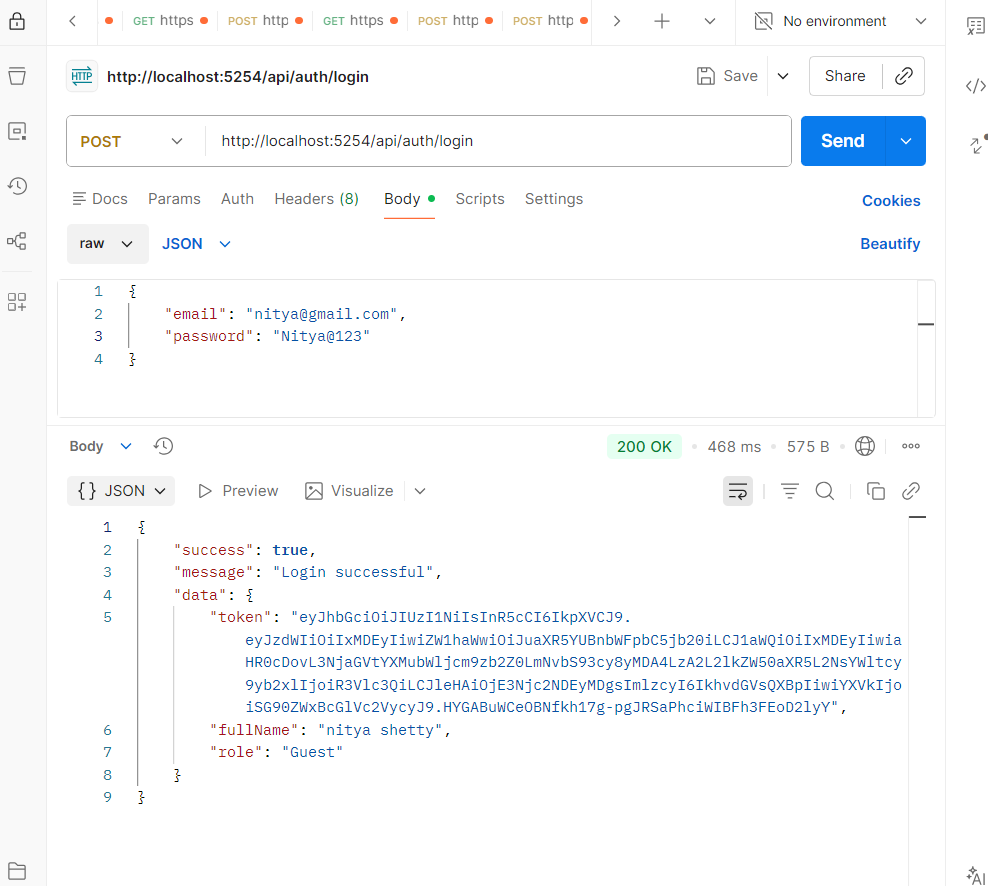 GET https POST http GET https POST http POST http No environment
HTTP http://localhost:5254/api/auth/login Save Share
POST http://localhost:5254/api/auth/login Send
Docs Params Auth Headers (8) Body Scripts Settings Cookies
raw JSON Beautify
1 {
2 "email": "nitya@gmail.com",
3 "password": "Nitya@123"
4 }
Body 200 OK 468 ms 575 B
{} JSON Preview Visualize
1 {
2 "success": true,
3 "message": "Login successful",
4 "data": {
5 "token": "eyJhbGciOiJIUzI1NiIsInR5cCI6IkpXVCJ9.
eyJzdWIiOiIxMDEyIiwiZW1haWwiOiJuaXR5YUBnbWFpbC5jb20iLCJ1aWQiOiIxMDEyIiwia
HR0cDovL3NjaGVtYXMubWljcm9zb2Z0LmNvbS93cy8yMDA4LzA2L2lkZW50aXR5L2NsYWltcy
9yb2xlIjoiR3Vlc3QiLCJleHAiOjE3Njc2NDEyMDgsImlzcyI6IkhvdGVsQXBpIiwiYXVkIjo
iSG90ZWxBcGlVc2VycyJ9.HYGABuWCeOBNfkh17g-pgJRSaPhciWIBFh3FEoD2lyY",
6 "fullName": "nitya shetty",
7 "role": "Guest"
8 }
9 }
AI